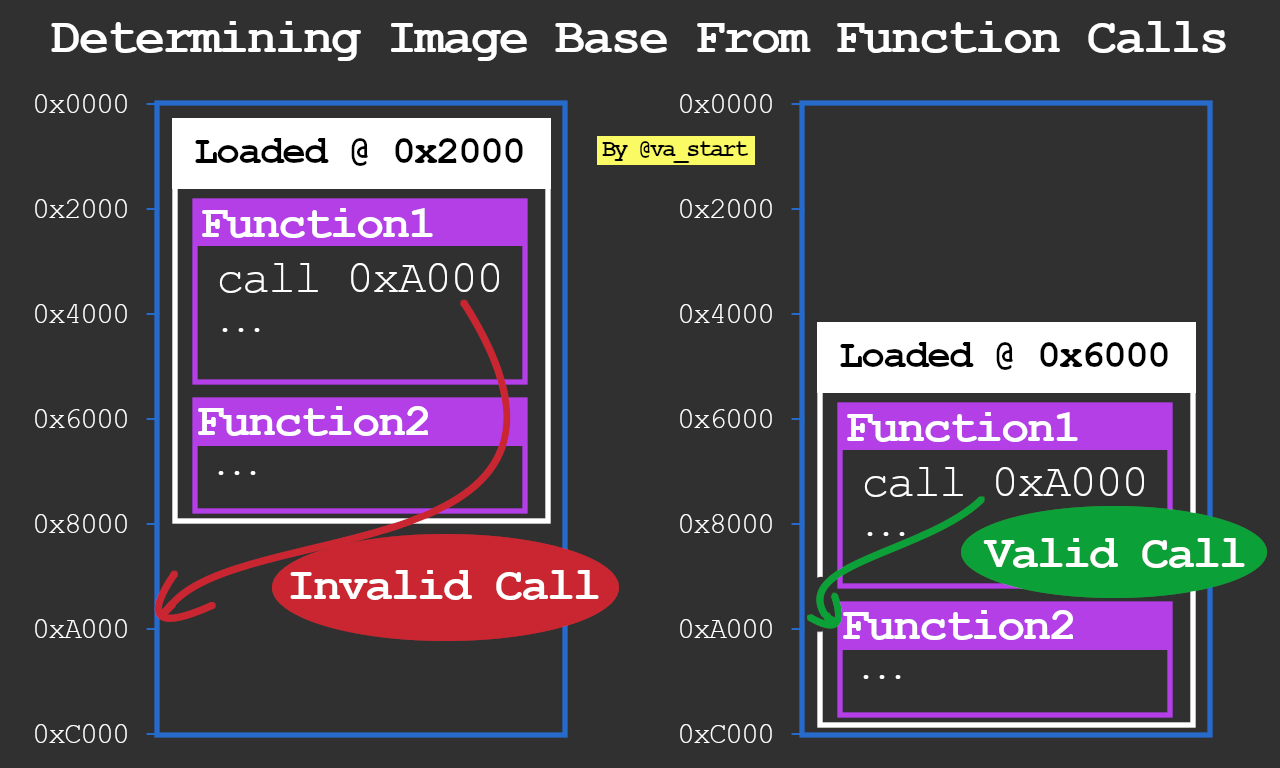 Determining Image Base From Function Calls
By @va_start
0x0000
0x2000
0x4000
0x6000
0x8000
0xA000
0xC000
Loaded @ 0x2000
Function1
call 0xA000
...
Function2
...
Invalid Call
0x0000
0x2000
0x4000
0x6000
0x8000
0xA000
0xC000
Loaded @ 0x6000
Function1
call 0xA000
...
Valid Call
Function2
...